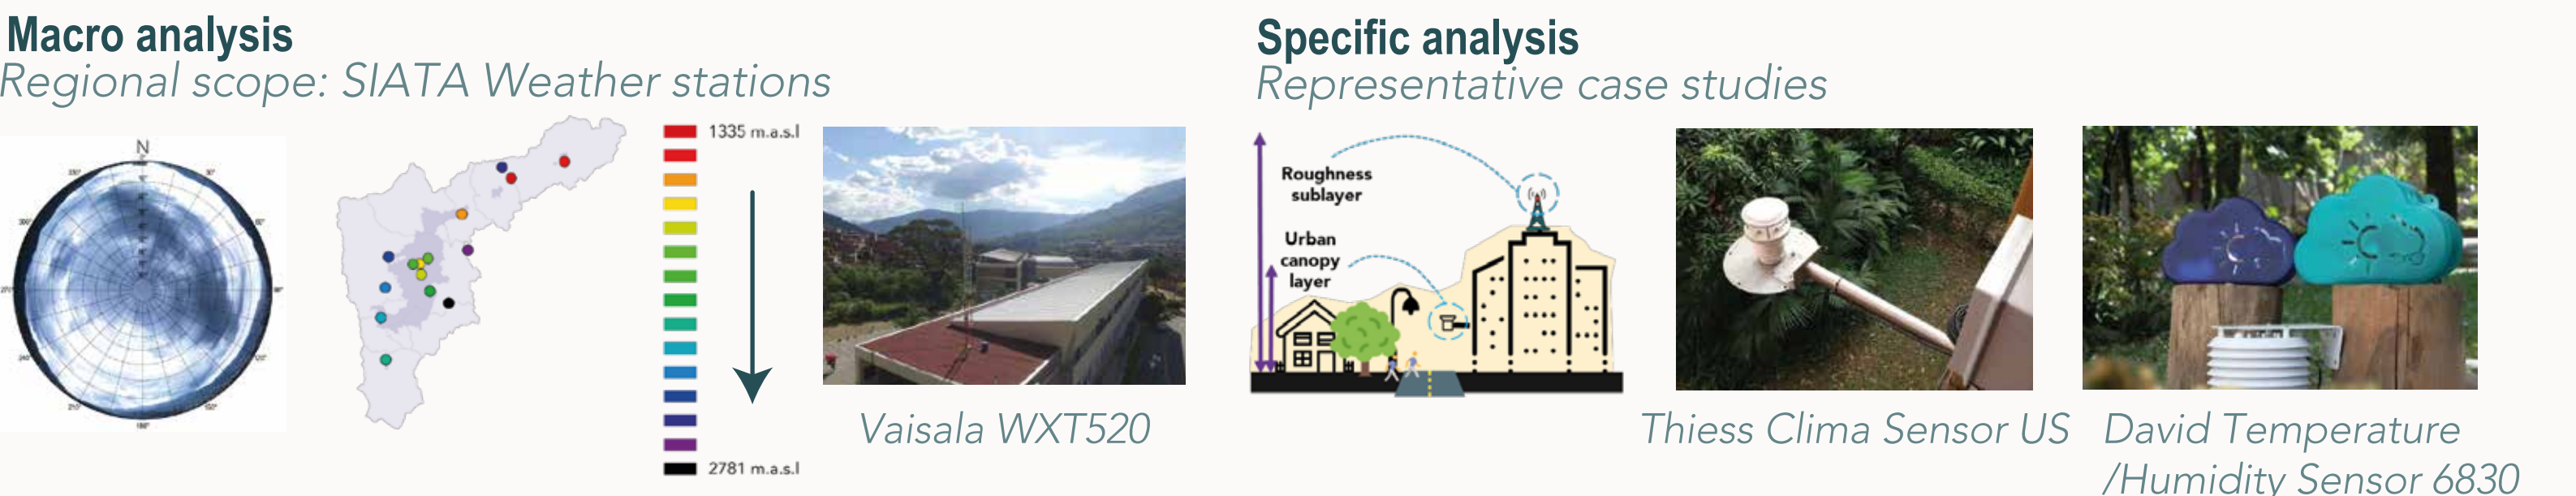 Macro analysis
Regional scope: SIATA Weather stations
N
1335 m.a.s.l
2781 m.a.s.l
Vaisala WXT520
Specific analysis
Representative case studies
Roughness
sublayer
Urban
canopy
layer
Thiess Clima Sensor US
David Temperature
/Humidity Sensor 6830